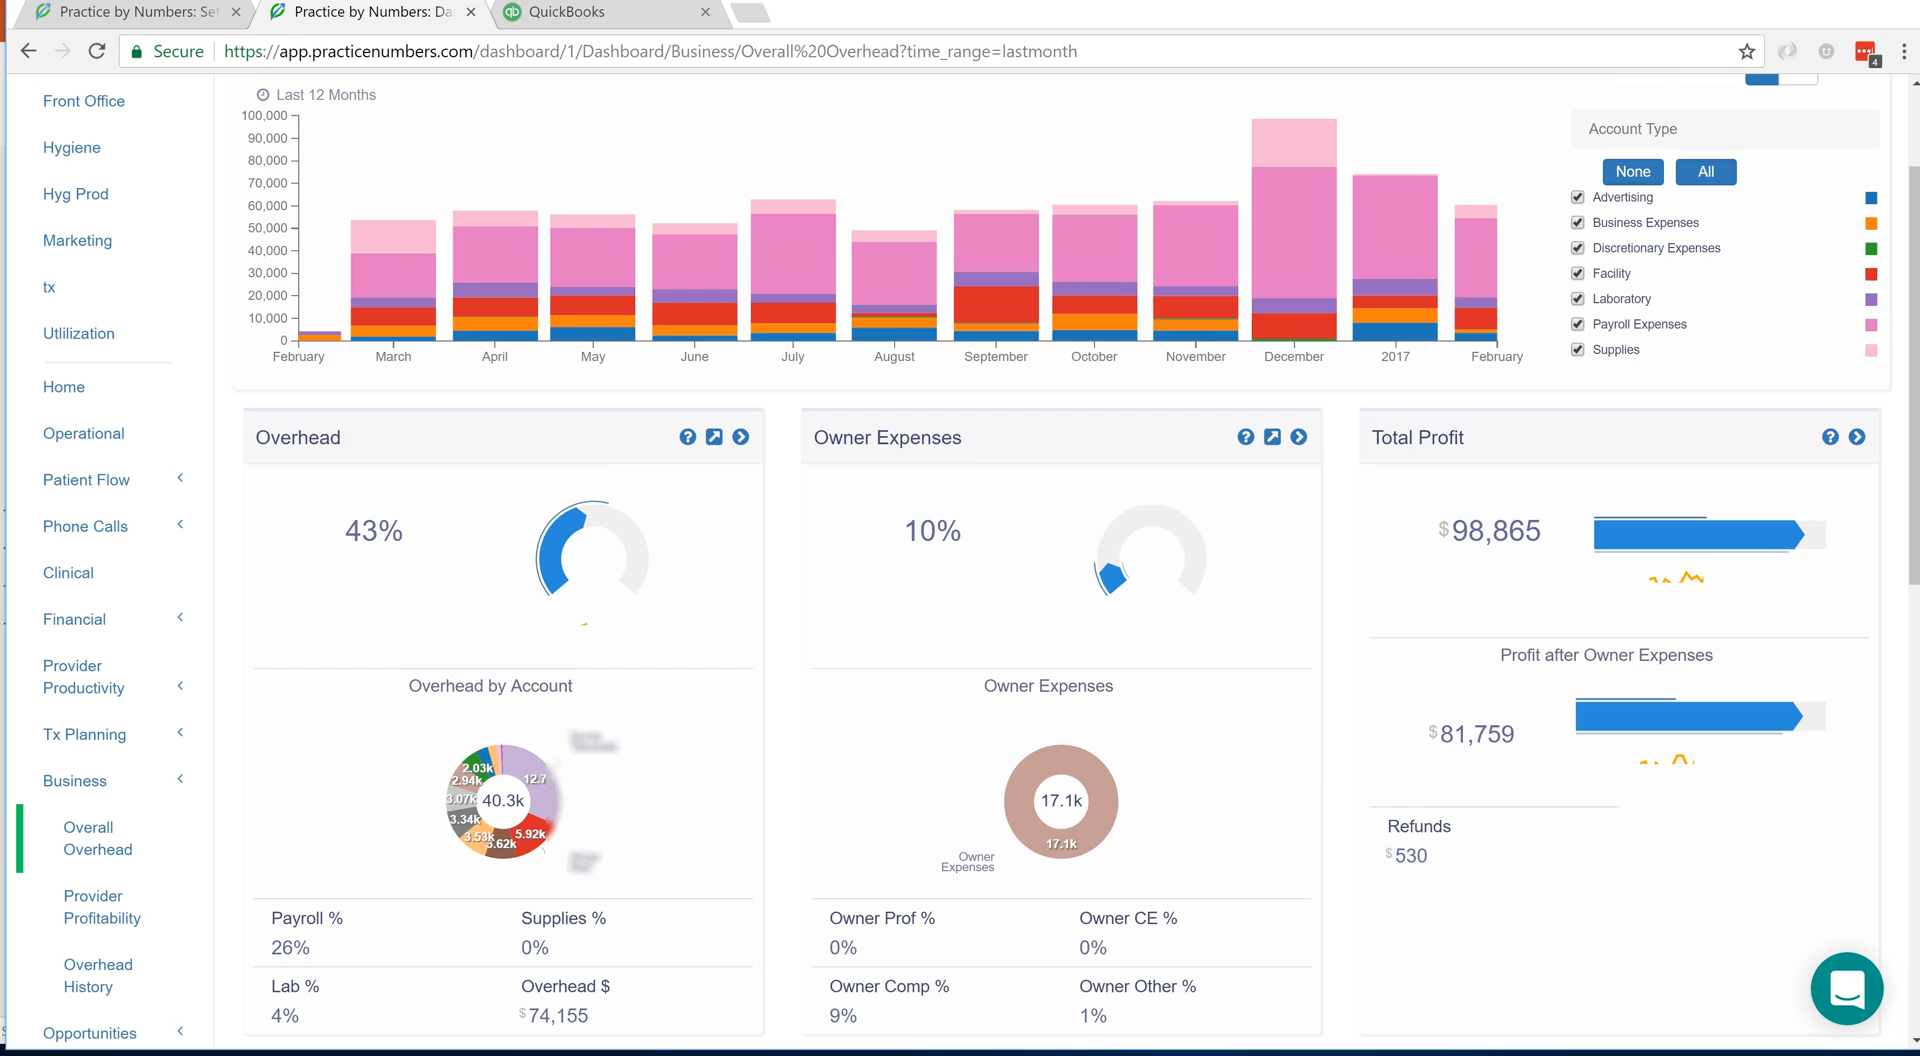 Practice by Numbers: Set
Practice by Numbers: Da
QuickBooks
Secure
https://app.practicenumbers.com/dashboard/1/Dashboard/Business/Overall%20Overhead?time_range=lastmonth
4
Front Office
Hygiene
Hyg Prod
Marketing
tx
Utlilization
Home
Operational
Patient Flow
Phone Calls
Clinical
Financial
Provider
Productivity
Tx Planning
Business
Overall
Overhead
Provider
Profitability
Overhead
History
Opportunities
Last 12 Months
100,000
90,000
80,000
70,000
60,000
50,000
40,000
30,000
20,000
10,000
0
February March April May June July August September October November December 2017 February
Account Type
None All
Advertising
Business Expenses
Discretionary Expenses
Facility
Laboratory
Payroll Expenses
Supplies
Overhead
43%
Overhead by Account
2.03k
2.94k
3.07k
3.34k
3.53k
3.62k
5.92k
12.7
40.3k
Payroll %
26%
Supplies %
0%
Lab %
4%
Overhead $
$74,155
Owner Expenses
10%
Owner Expenses
17.1k
17.1k
Owner
Expenses
Owner Prof %
0%
Owner CE %
0%
Owner Comp %
9%
Owner Other %
1%
Total Profit
$98,865
Profit after Owner Expenses
$81,759
Refunds
$530